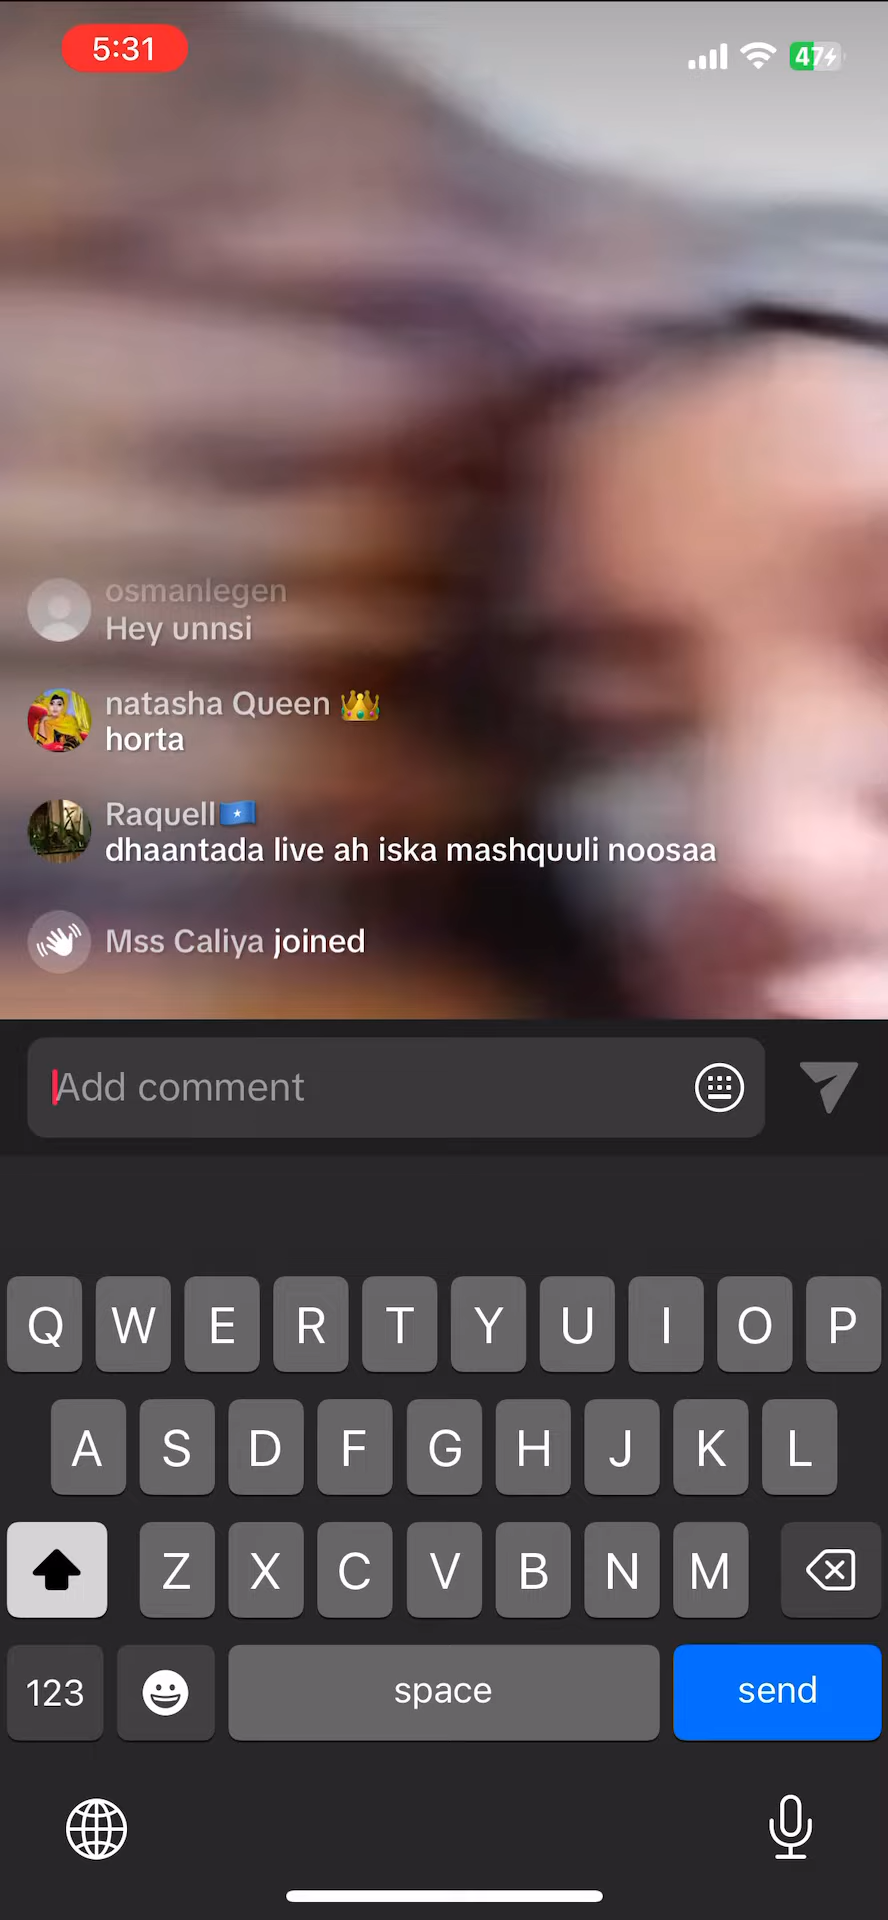 5:31
47
osmanlegen
Hey unnsi
natasha Queen 👑
horta
Raquell🇸🇴
dhaantada live ah iska mashquuli noosaa
Mss Caliya joined
Add comment
Q W E R T Y U I O P
A S D F G H J K L
Z X C V B N M
123 space send